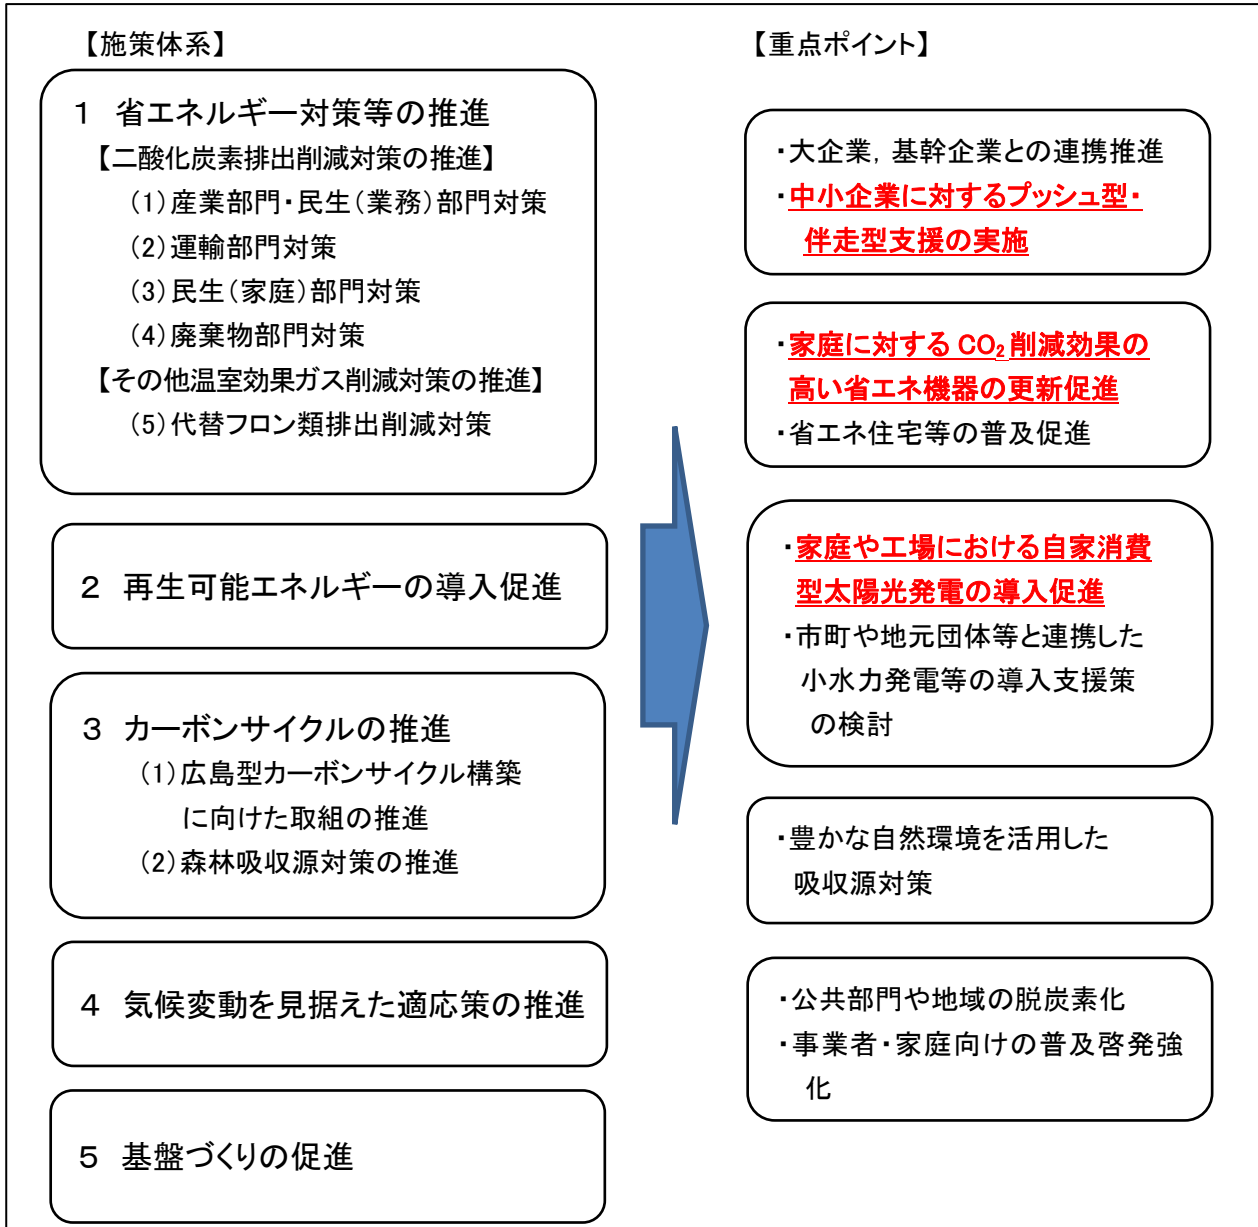 【施策体系】
1 省エネルギー対策等の推進
【二酸化炭素排出削減対策の推進】
(1)産業部門・民生(業務)部門対策
(2)運輸部門対策
(3)民生(家庭)部門対策
(4)廃棄物部門対策
【その他温室効果ガス削減対策の推進】
(5)代替フロン類排出削減対策
2 再生可能エネルギーの導入促進
3 カーボンサイクルの推進
(1)広島型カーボンサイクル構築
に向けた取組の推進
(2)森林吸収源対策の推進
4 気候変動を見据えた適応策の推進
5 基盤づくりの促進
【重点ポイント】
・大企業，基幹企業との連携推進
・中小企業に対するプッシュ型・
伴走型支援の実施
・家庭に対する CO₂削減効果の
高い省エネ機器の更新促進
・省エネ住宅等の普及促進
・家庭や工場における自家消費
型太陽光発電の導入促進
・市町や地元団体等と連携した
小水力発電等の導入支援策
の検討
・豊かな自然環境を活用した
吸収源対策
・公共部門や地域の脱炭素化
・事業者・家庭向けの普及啓発強
化